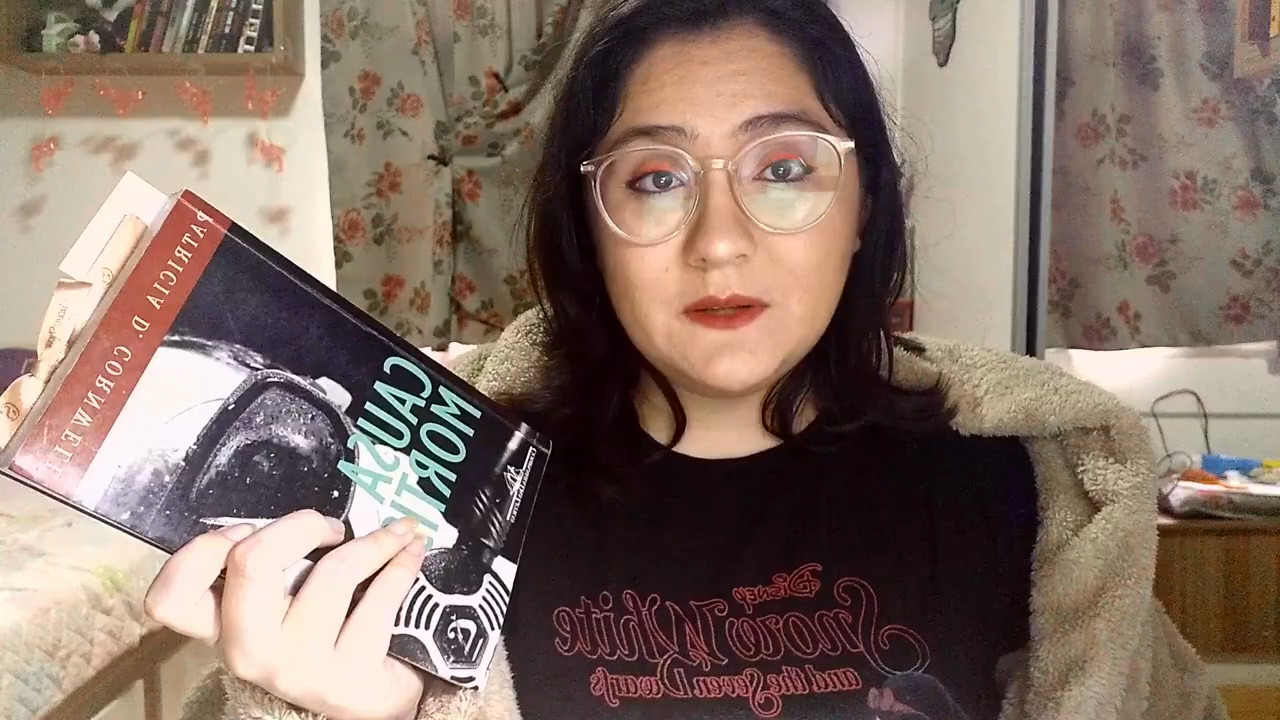 PATRICIA D. CORNWELL
CAUSA
MORTIS
DISNEY
Snow White
and the Seven Dwarfs